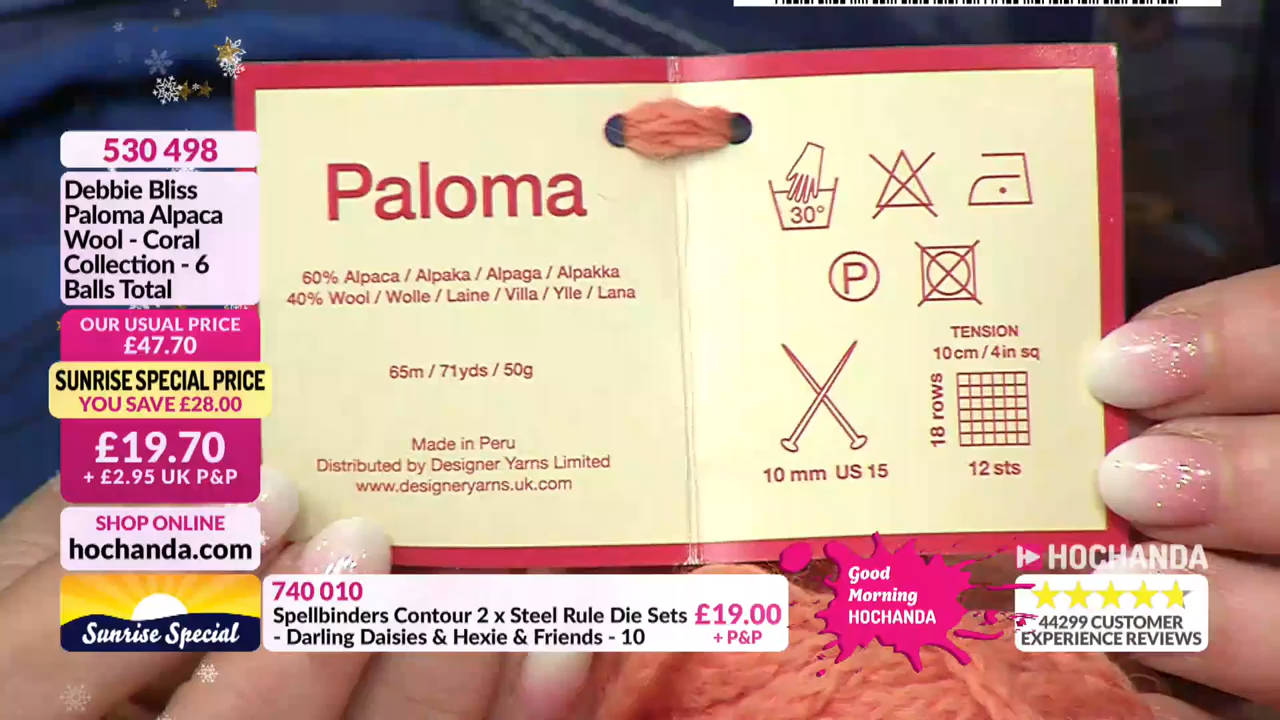 530 498
Debbie Bliss
Paloma Alpaca
Wool - Coral
Collection - 6
Balls Total
OUR USUAL PRICE
£47.70
SUNRISE SPECIAL PRICE
YOU SAVE £28.00
£19.70
+ £2.95 UK P&P
SHOP ONLINE
hochanda.com
Sunrise Special
Paloma
60% Alpaca / Alpaka / Alpaga / Alpakka
40% Wool / Wolle / Laine / Villa / Ylle / Lana
65m / 71yds / 50g
Made in Peru
Distributed by Designer Yarns Limited
www.designeryarns.uk.com
30°
P
TENSION
10cm / 4in sq
18 rows
12 sts
10 mm US 15
740 010
Spellbinders Contour 2 x Steel Rule Die Sets
- Darling Daisies & Hexie & Friends - 10
£19.00
+ P&P
Good
Morning
HOCHANDA
HOCHANDA
44299 CUSTOMER
EXPERIENCE REVIEWS